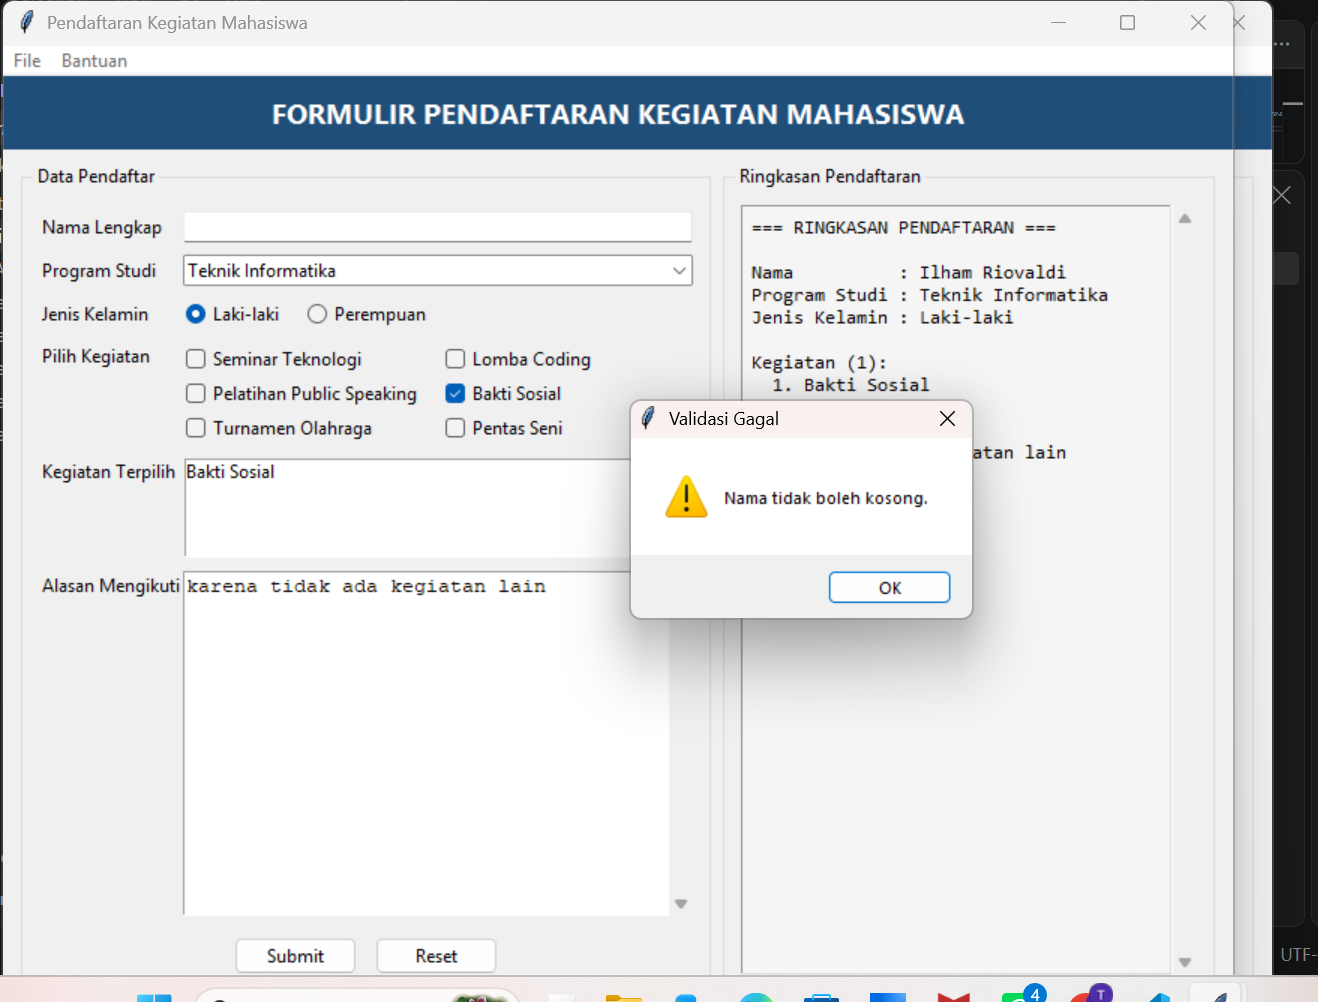 Pendaftaran Kegiatan Mahasiswa
File Bantuan
FORMULIR PENDAFTARAN KEGIATAN MAHASISWA
Data Pendaftar
Nama Lengkap
Program Studi Teknik Informatika
Jenis Kelamin Laki-laki Perempuan
Pilih Kegiatan Seminar Teknologi Lomba Coding
Pelatihan Public Speaking Bakti Sosial
Turnamen Olahraga Pentas Seni
Kegiatan Terpilih Bakti Sosial
Alasan Mengikuti karena tidak ada kegiatan lain
Submit Reset
Ringkasan Pendaftaran
=== RINGKASAN PENDAFTARAN ===
Nama : Ilham Riovaldi
Program Studi : Teknik Informatika
Jenis Kelamin : Laki-laki
Kegiatan (1):
1. Bakti Sosial
atan lain
Validasi Gagal
Nama tidak boleh kosong.
OK
UTF-
4
T